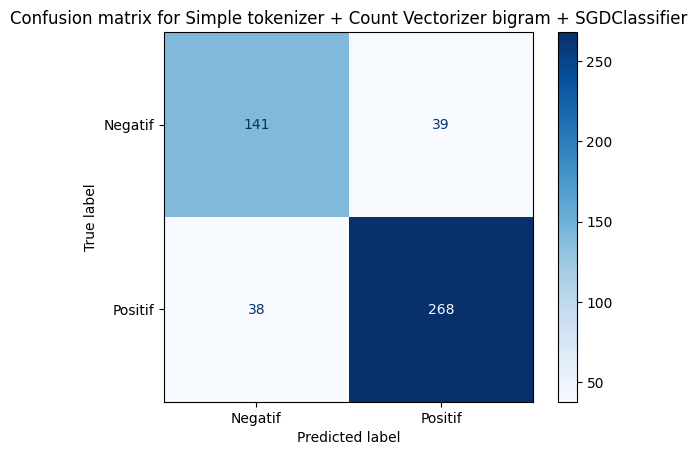 Confusion matrix for Simple tokenizer + Count Vectorizer bigram + SGDClassifier
True label
Negatif
141
39
Positif
38
268
Negatif
Positif
Predicted label
250
200
150
100
50